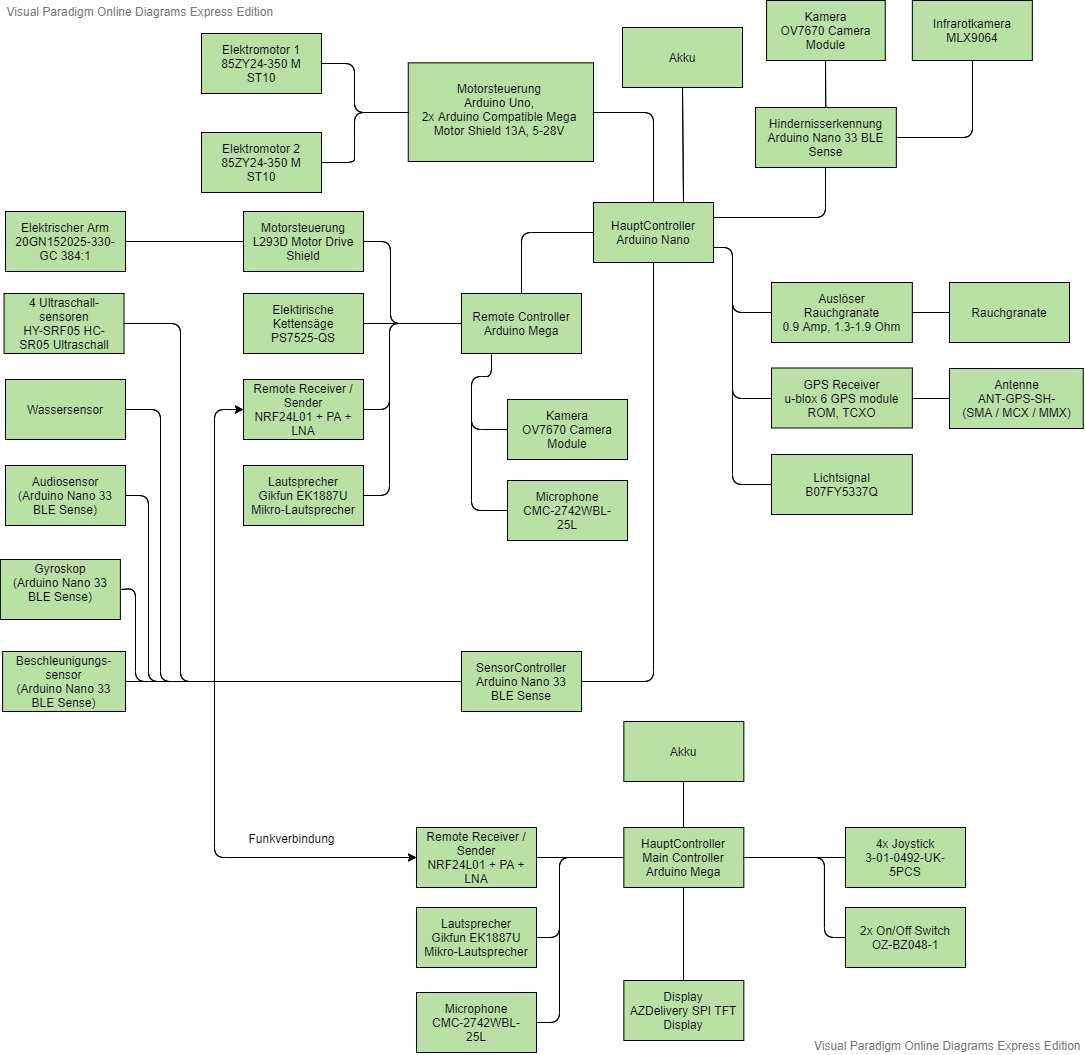 Visual Paradigm Online Diagrams Express Edition
Elektromotor 1
85ZY24-350 M
ST10
Motorsteuerung
Arduino Uno,
2x Arduino Compatible Mega
Motor Shield 13A, 5-28V
Akku
Kamera
OV7670 Camera
Module
Infrarotkamera
MLX9064
Elektromotor 2
85ZY24-350 M
ST10
Hindernisserkennung
Arduino Nano 33 BLE
Sense
Elektrischer Arm
20GN152025-330-
GC 384:1
Motorsteuerung
L293D Motor Drive
Shield
HauptController
Arduino Nano
4 Ultraschall-
sensoren
HY-SRF05 HC-
SR05 Ultraschall
Elektirische
Kettensäge
PS7525-QS
Remote Controller
Arduino Mega
Auslöser
Rauchgranate
0.9 Amp, 1.3-1.9 Ohm
Rauchgranate
Wassersensor
Remote Receiver /
Sender
NRF24L01 + PA +
LNA
Kamera
OV7670 Camera
Module
GPS Receiver
u-blox 6 GPS module
ROM, TCXO
Antenne
ANT-GPS-SH-
(SMA / MCX / MMX)
Audiosensor
(Arduino Nano 33
BLE Sense)
Lautsprecher
Gikfun EK1887U
Mikro-Lautsprecher
Microphone
CMC-2742WBL-
25L
Lichtsignal
B07FY5337Q
Gyroskop
(Arduino Nano 33
BLE Sense)
Beschleunigungs-
sensor
(Arduino Nano 33
BLE Sense)
SensorController
Arduino Nano 33
BLE Sense
Akku
Funkverbindung
Remote Receiver /
Sender
NRF24L01 + PA +
LNA
HauptController
Main Controller
Arduino Mega
4x Joystick
3-01-0492-UK-
5PCS
Lautsprecher
Gikfun EK1887U
Mikro-Lautsprecher
2x On/Off Switch
OZ-BZ048-1
Microphone
CMC-2742WBL-
25L
Display
AZDelivery SPI TFT
Display
Visual Paradigm Online Diagrams Express Edition